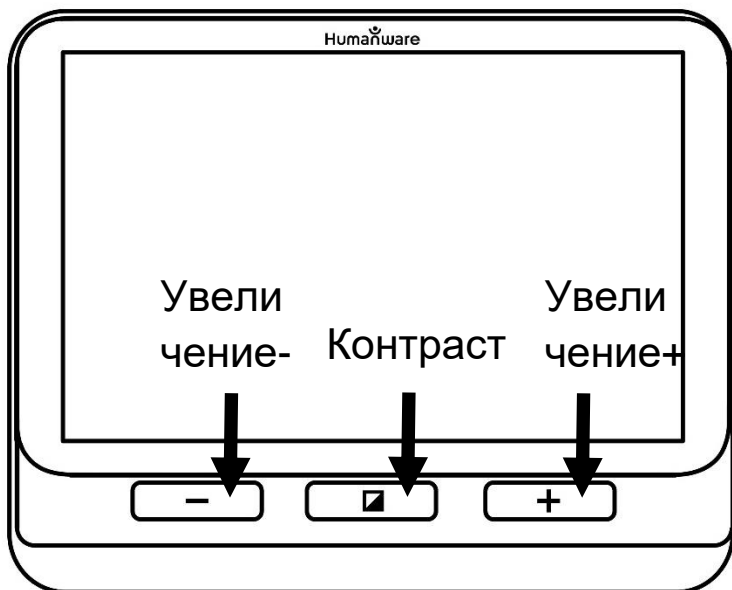 Humanware
Увели
чение-
Контраст
Увели
чение+